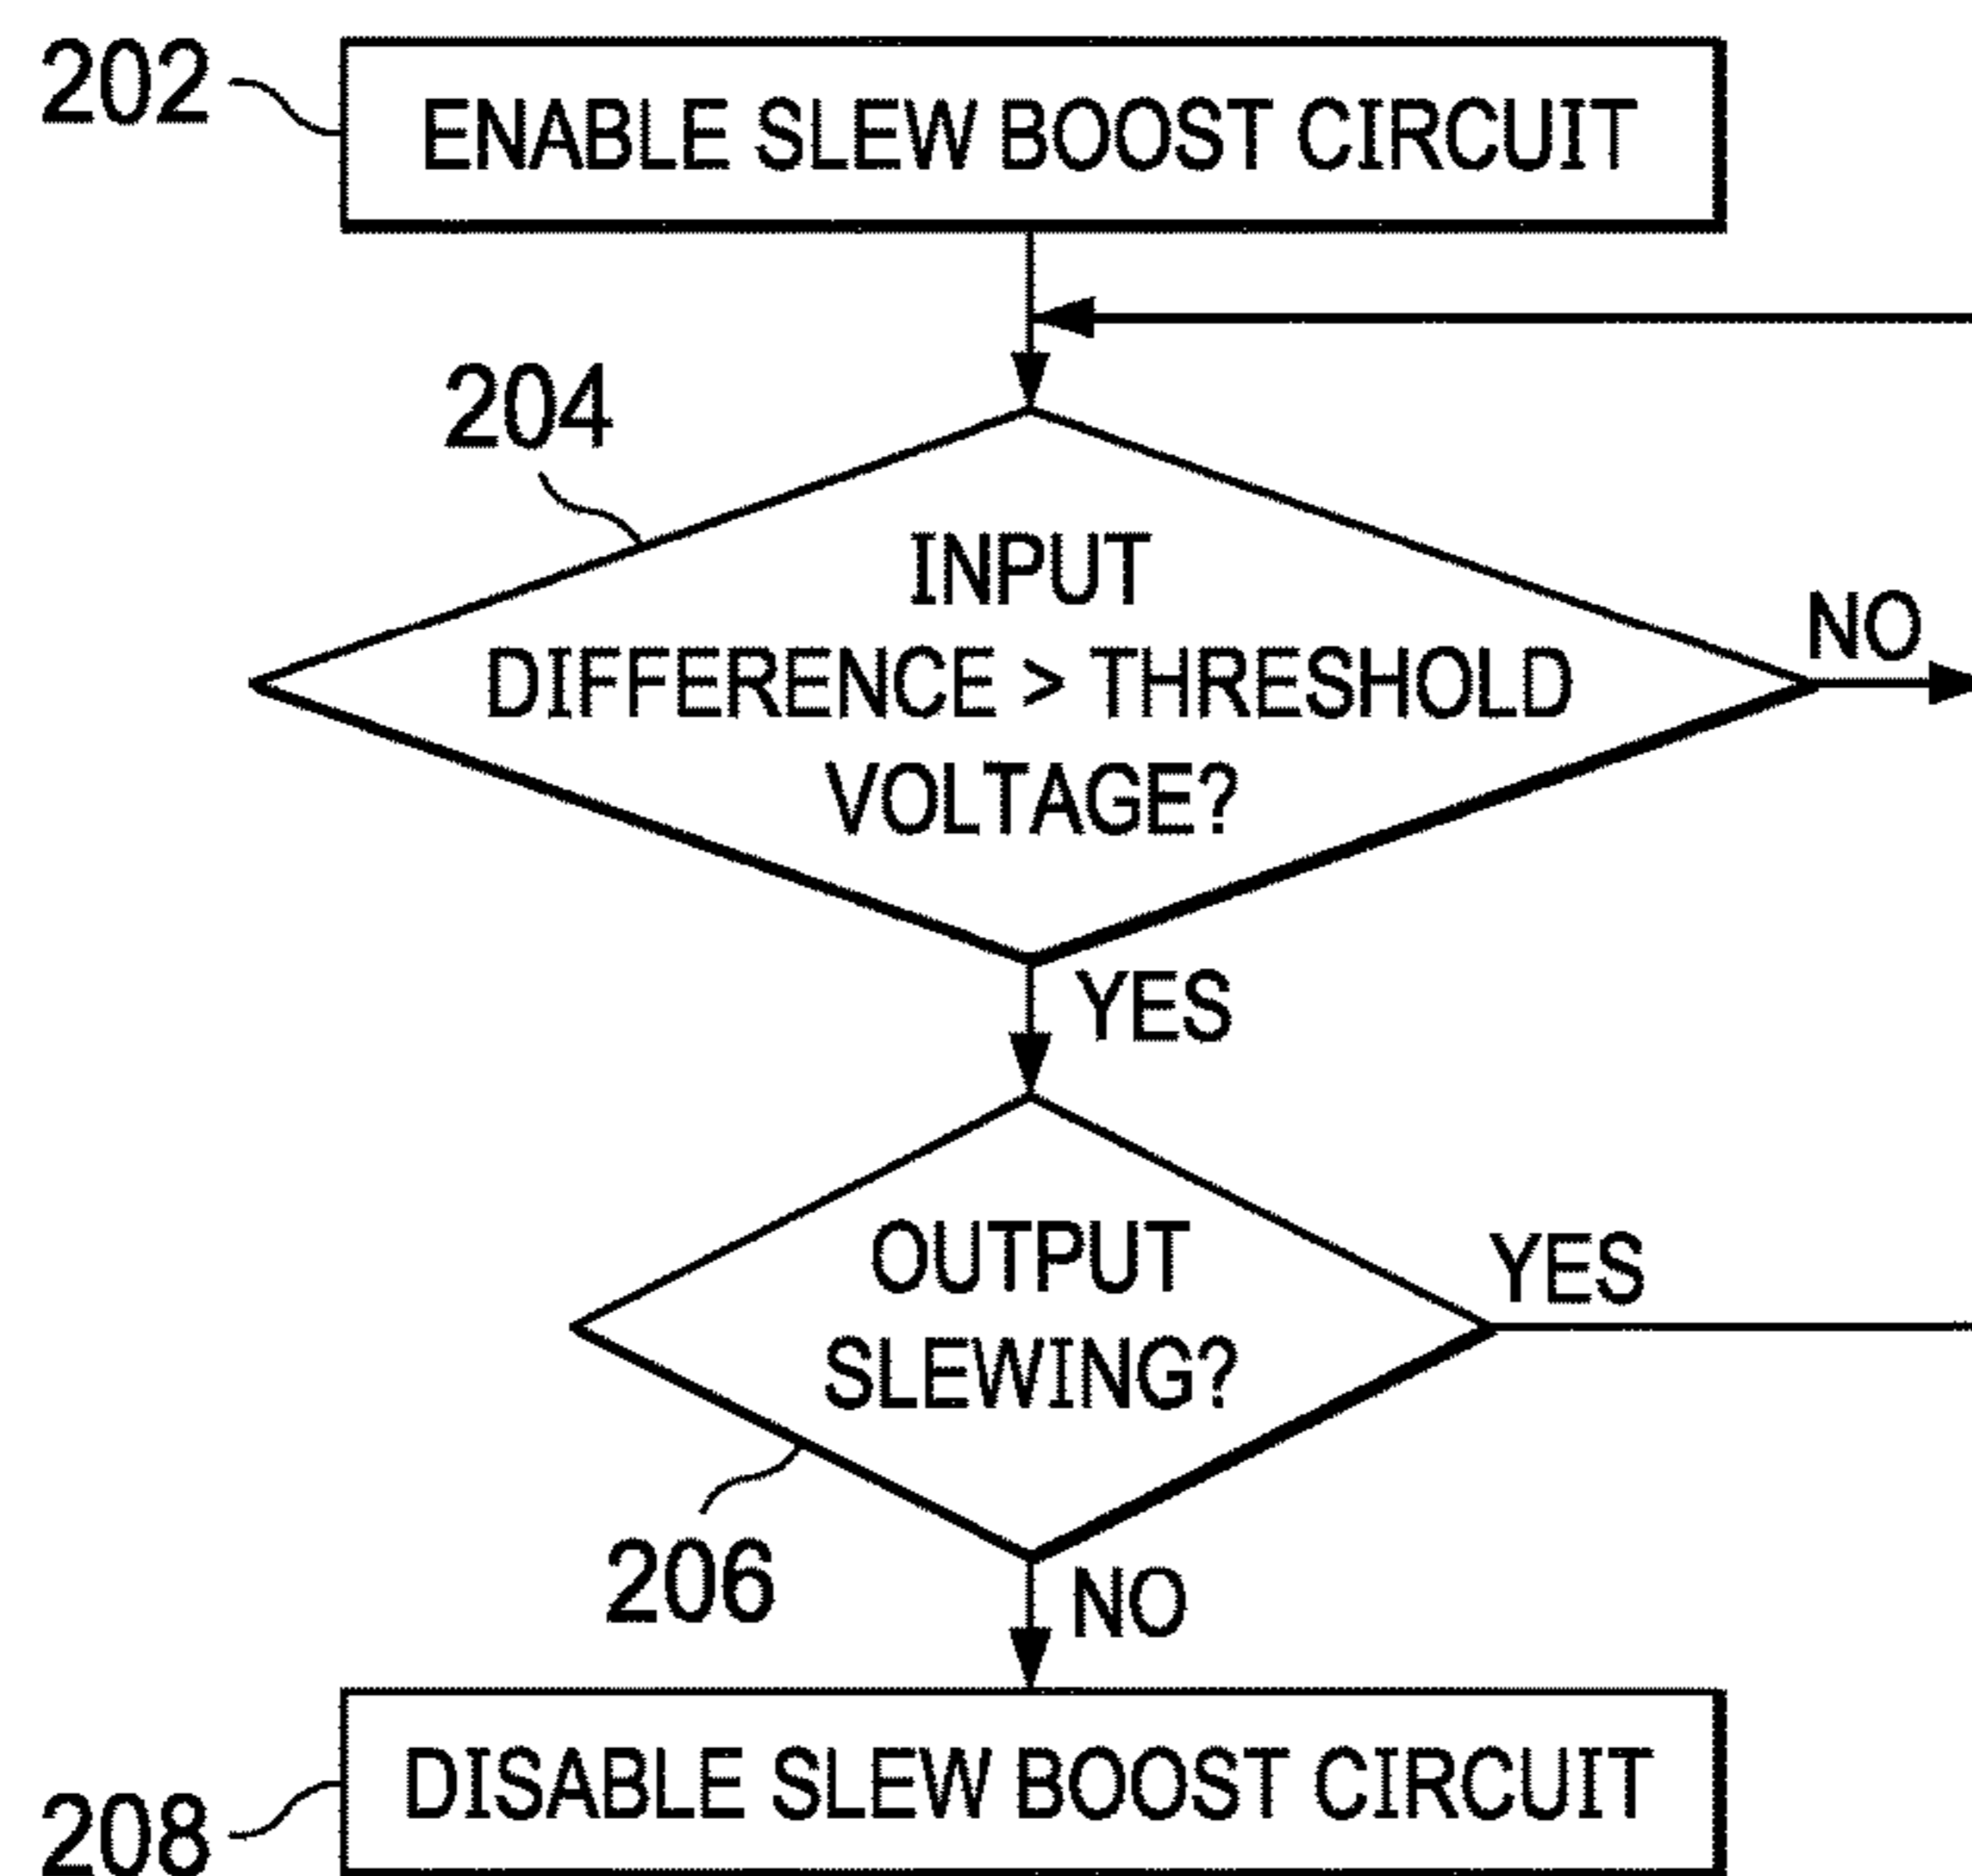 202
ENABLE SLEW BOOST CIRCUIT
204
INPUT
DIFFERENCE > THRESHOLD
VOLTAGE?
NO
YES
OUTPUT
SLEWING?
YES
206
NO
DISABLE SLEW BOOST CIRCUIT
208